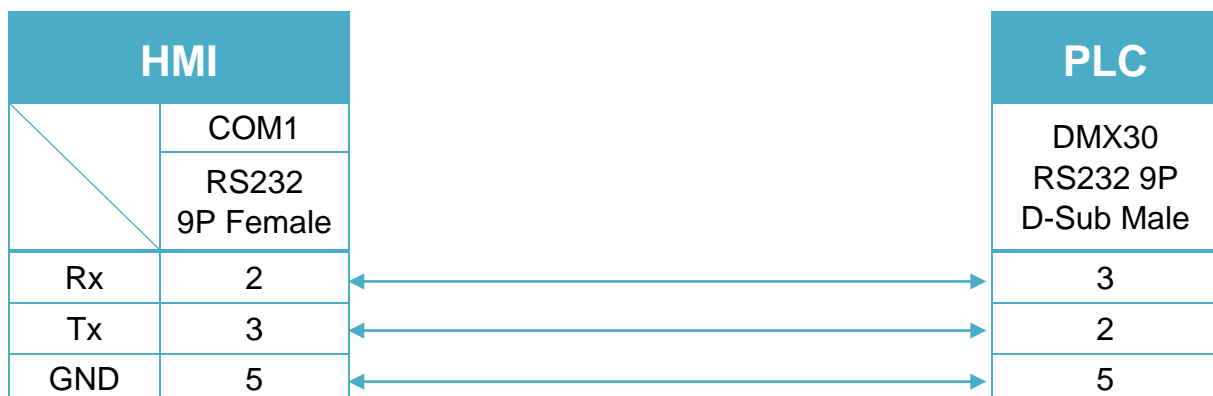 HMI
PLC
COM1
RS232
9P Female
DMX30
RS232 9P
D-Sub Male
Rx 2 3
Tx 3 2
GND 5 5